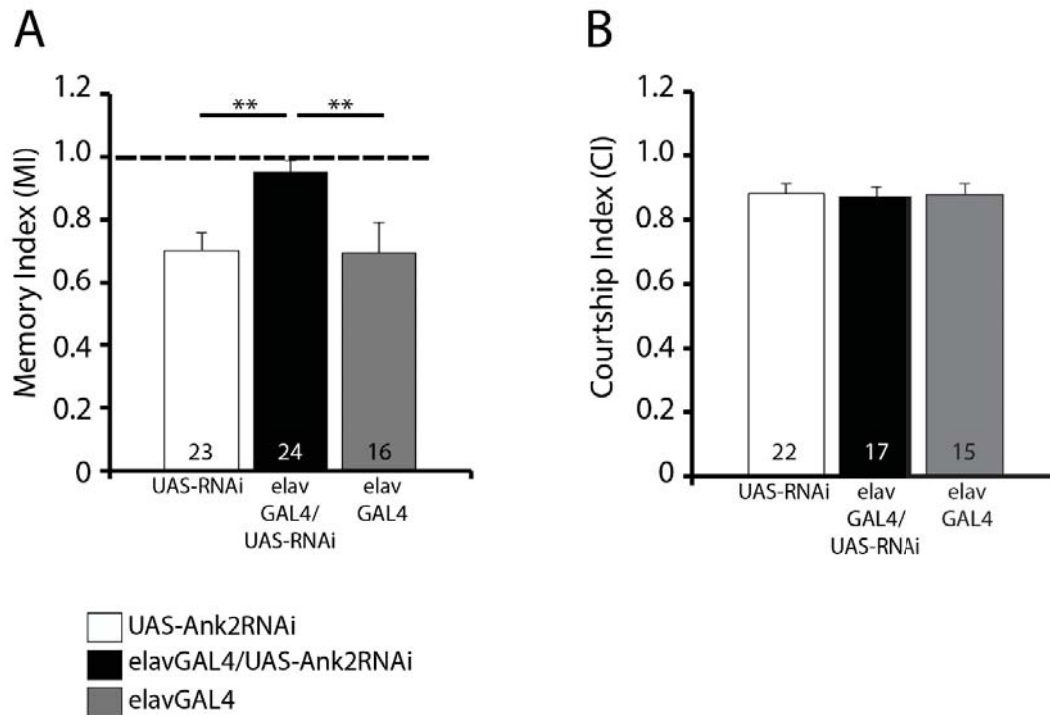 A
Memory Index (MI)
1.2
1.0
0.8
0.6
0.4
0.2
0
** **
23 24 16
UAS-RNAi elav elav
GAL4/ GAL4
UAS-RNAi
B
Courtship Index (CI)
1.2
1.0
0.8
0.6
0.4
0.2
0
22 17 15
UAS-RNAi elav elav
GAL4/ GAL4
UAS-RNAi
UAS-Ank2RNAi
elavGAL4/UAS-Ank2RNAi
elavGAL4